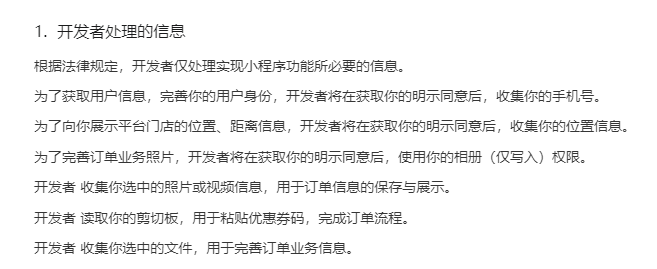 1. 开发者处理的信息
根据法律规定，开发者仅处理实现小程序功能所必要的信息。
为了获取用户信息，完善你的用户身份，开发者将在获取你的明示同意后，收集你的手机号。
为了向你展示平台门店的位置、距离信息，开发者将在获取你的明示同意后，收集你的位置信息。
为了完善订单业务照片，开发者将在获取你的明示同意后，使用你的相册（仅写入）权限。
开发者 收集你选中的照片或视频信息，用于订单信息的保存与展示。
开发者 读取你的剪切板，用于粘贴优惠券码，完成订单流程。
开发者 收集你选中的文件，用于完善订单业务信息。